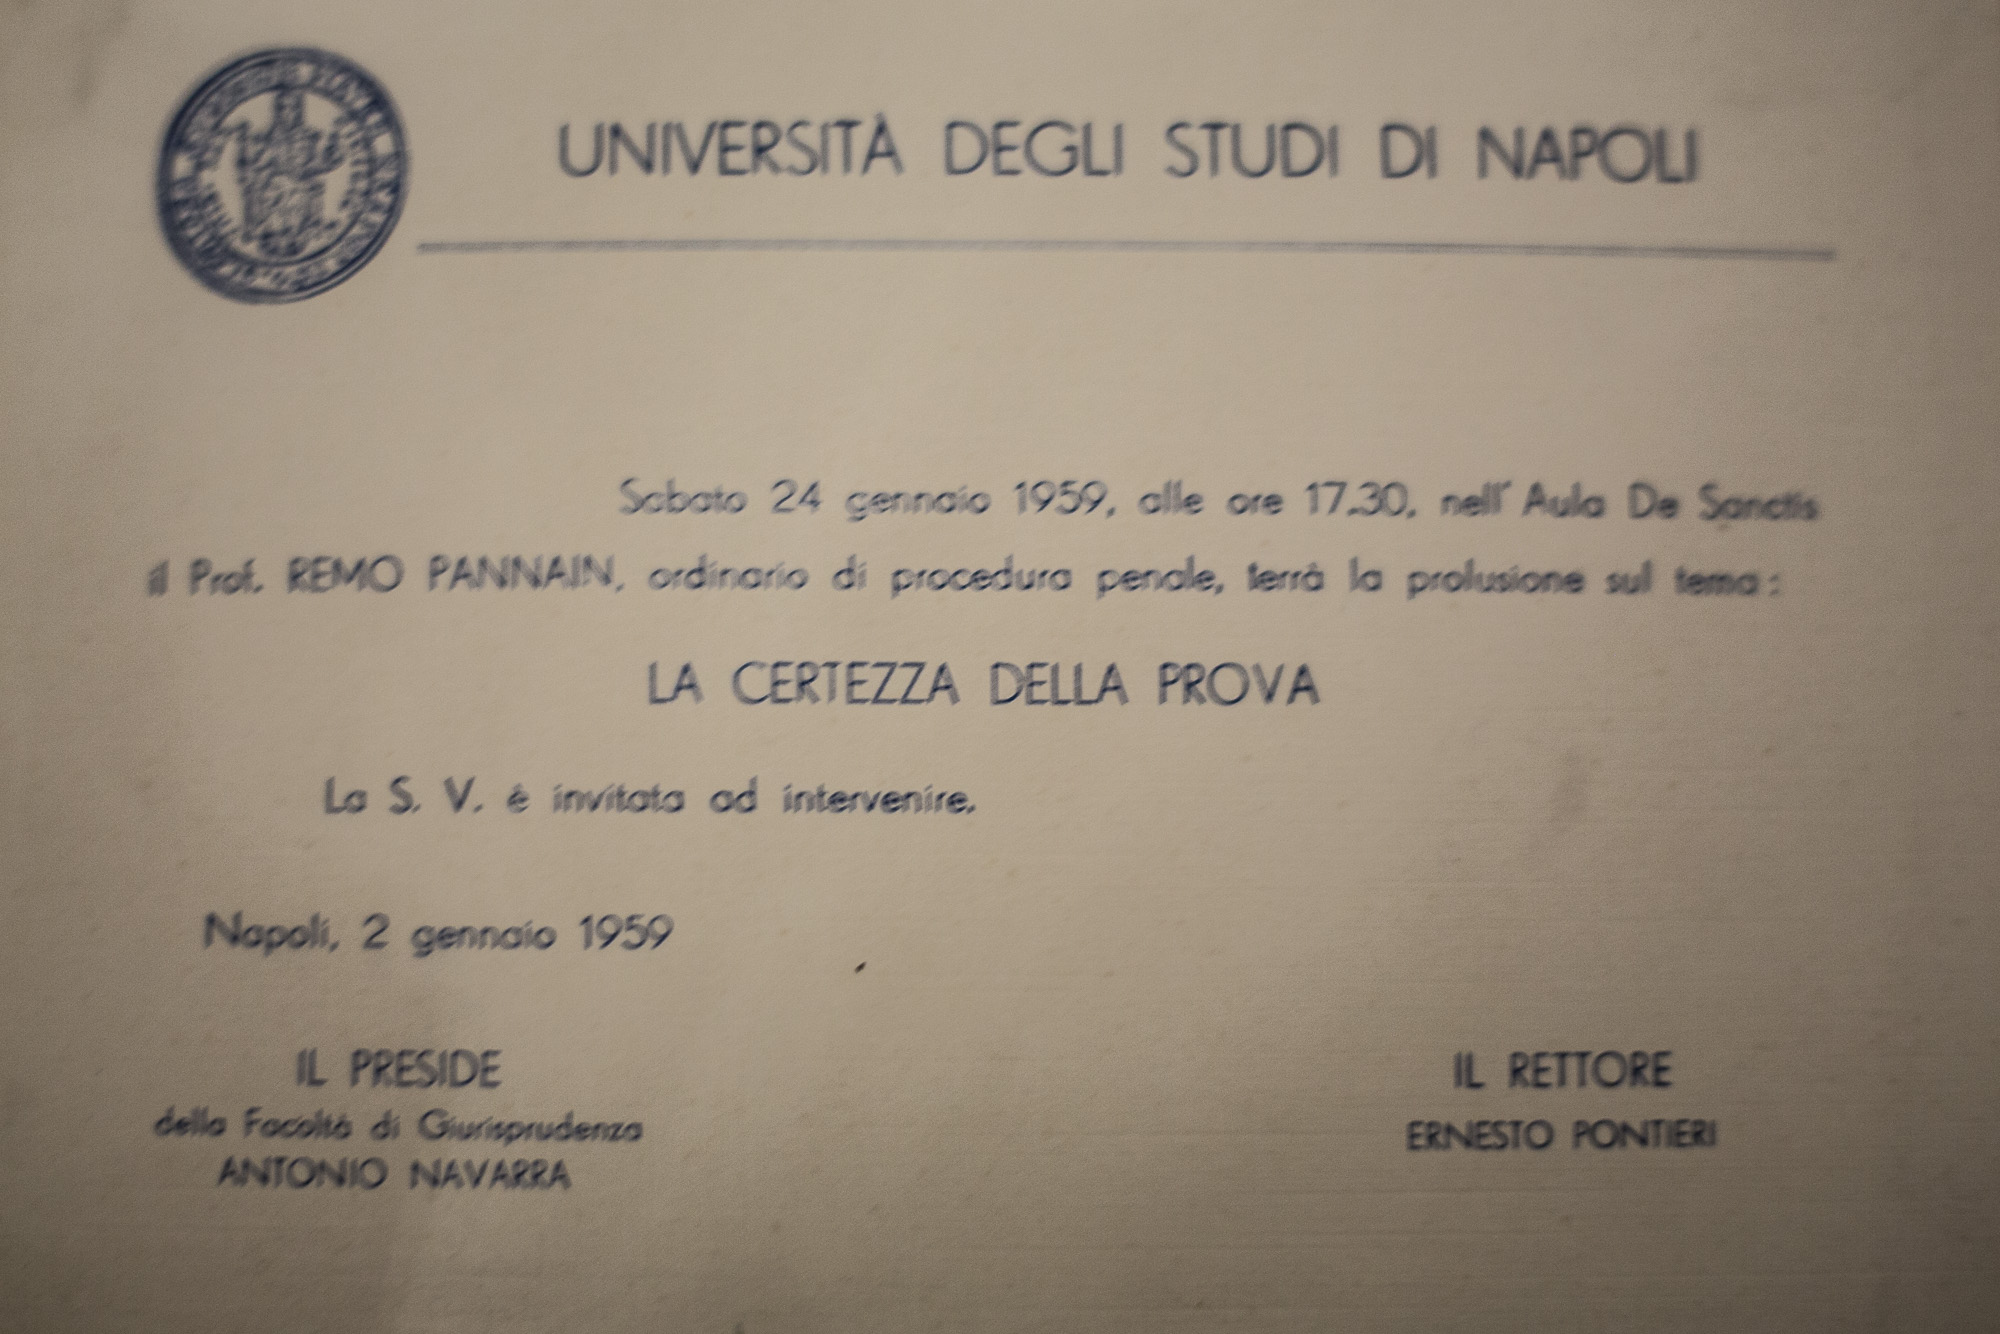 UNIVERSITÀ DEGLI STUDI DI NAPOLI
Sabato 24 gennaio 1959, alle ore 17.30, nell' Aula De Sanctis
il Prof. REMO PANNAIN, ordinario di procedura penale, terrà la prolusione sul tema:
LA CERTEZZA DELLA PROVA
La S. V. è invitata ad intervenire.
Napoli, 2 gennaio 1959
IL PRESIDE
della Facoltà di Giurisprudenza
ANTONIO NAVARRA
IL RETTORE
ERNESTO PONTIERI